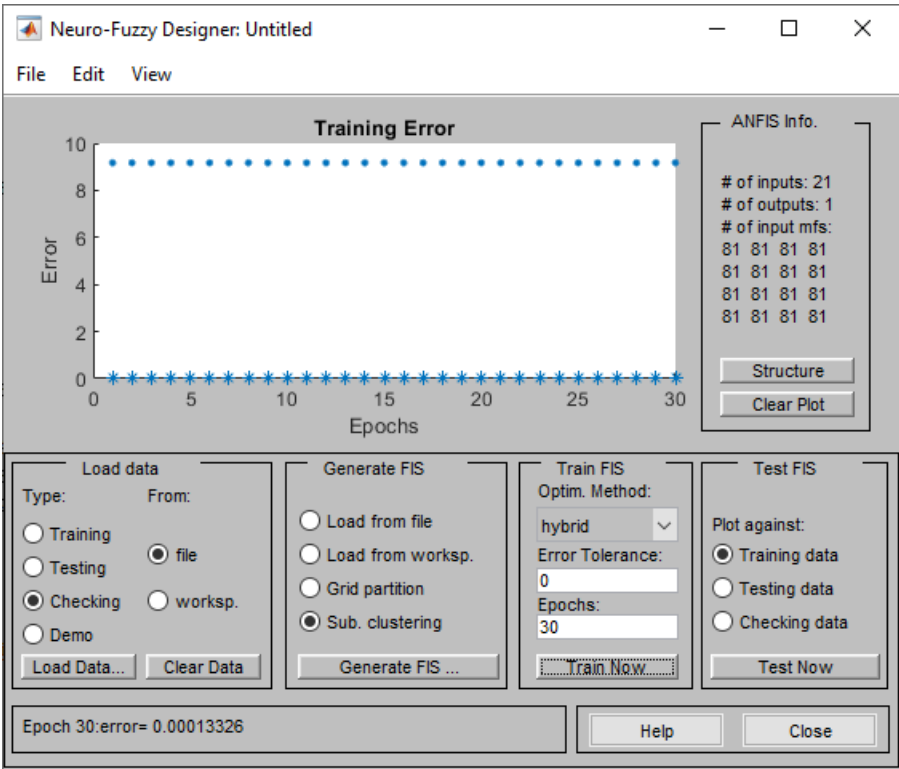 Neuro-Fuzzy Designer: Untitled
File Edit View
Training Error
10
8
6
4
2
0
Error
0 5 10 15 20 25 30
Epochs
ANFIS Info.
# of inputs: 21
# of outputs: 1
# of input mfs:
81 81 81 81
81 81 81 81
81 81 81 81
81 81 81 81
Structure
Clear Plot
Load data
Type: From:
Training
Testing
Checking
Demo
file
worksp.
Load Data... Clear Data
Generate FIS
Load from file
Load from worksp.
Grid partition
Sub. clustering
Generate FIS ...
Train FIS
Optim. Method:
hybrid
Error Tolerance:
0
Epochs:
30
Train Now
Test FIS
Plot against:
Training data
Testing data
Checking data
Test Now
Epoch 30:error= 0.00013326
Help Close